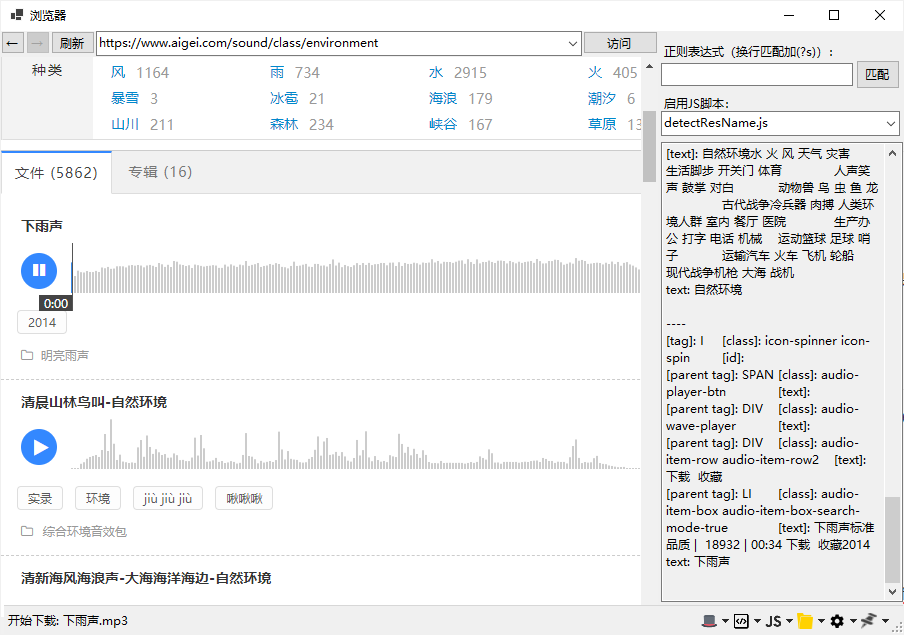 浏览器
← → 刷新 https://www.aigei.com/sound/class/environment 访问
种类 风 1164 雨 734 水 2915 火 405
暴雪 3 冰雹 21 海浪 179 潮汐 6
山川 211 森林 234 峡谷 167 草原 13
文件 (5862) 专辑 (16)
下雨声
0:00
2014
明亮雨声
清晨山林鸟叫-自然环境
实录 环境 jiù jiù jiù 啾啾啾
综合环境音效包
清新海风海浪声-大海海洋海边-自然环境
正则表达式（换行匹配加(?s)）:
匹配
启用JS脚本:
detectResName.js
[text]: 自然环境水 火 风 天气 灾害
生活脚步 开关门 体育 人声笑
声 鼓掌 对白 动物兽 鸟 虫 鱼 龙
古代战争冷兵器 肉搏 人类环
境人群 室内 餐厅 医院 生产办
公 打字 电话 机械 运动篮球 足球 哨
子 运输汽车 火车 飞机 轮船
现代战争机枪 大海 战机
text: 自然环境
----
[tag]: I [class]: icon-spinner icon-
spin [id]:
[parent tag]: SPAN [class]: audio-
player-btn [text]:
[parent tag]: DIV [class]: audio-
wave-player [text]:
[parent tag]: DIV [class]: audio-
item-row audio-item-row2 [text]:
下载 收藏
[parent tag]: LI [class]: audio-
item-box audio-item-box-search-
mode-true [text]: 下雨声标准
品质 | 18932 | 00:34 下载 收藏2014
text: 下雨声
开始下载: 下雨声.mp3
JS